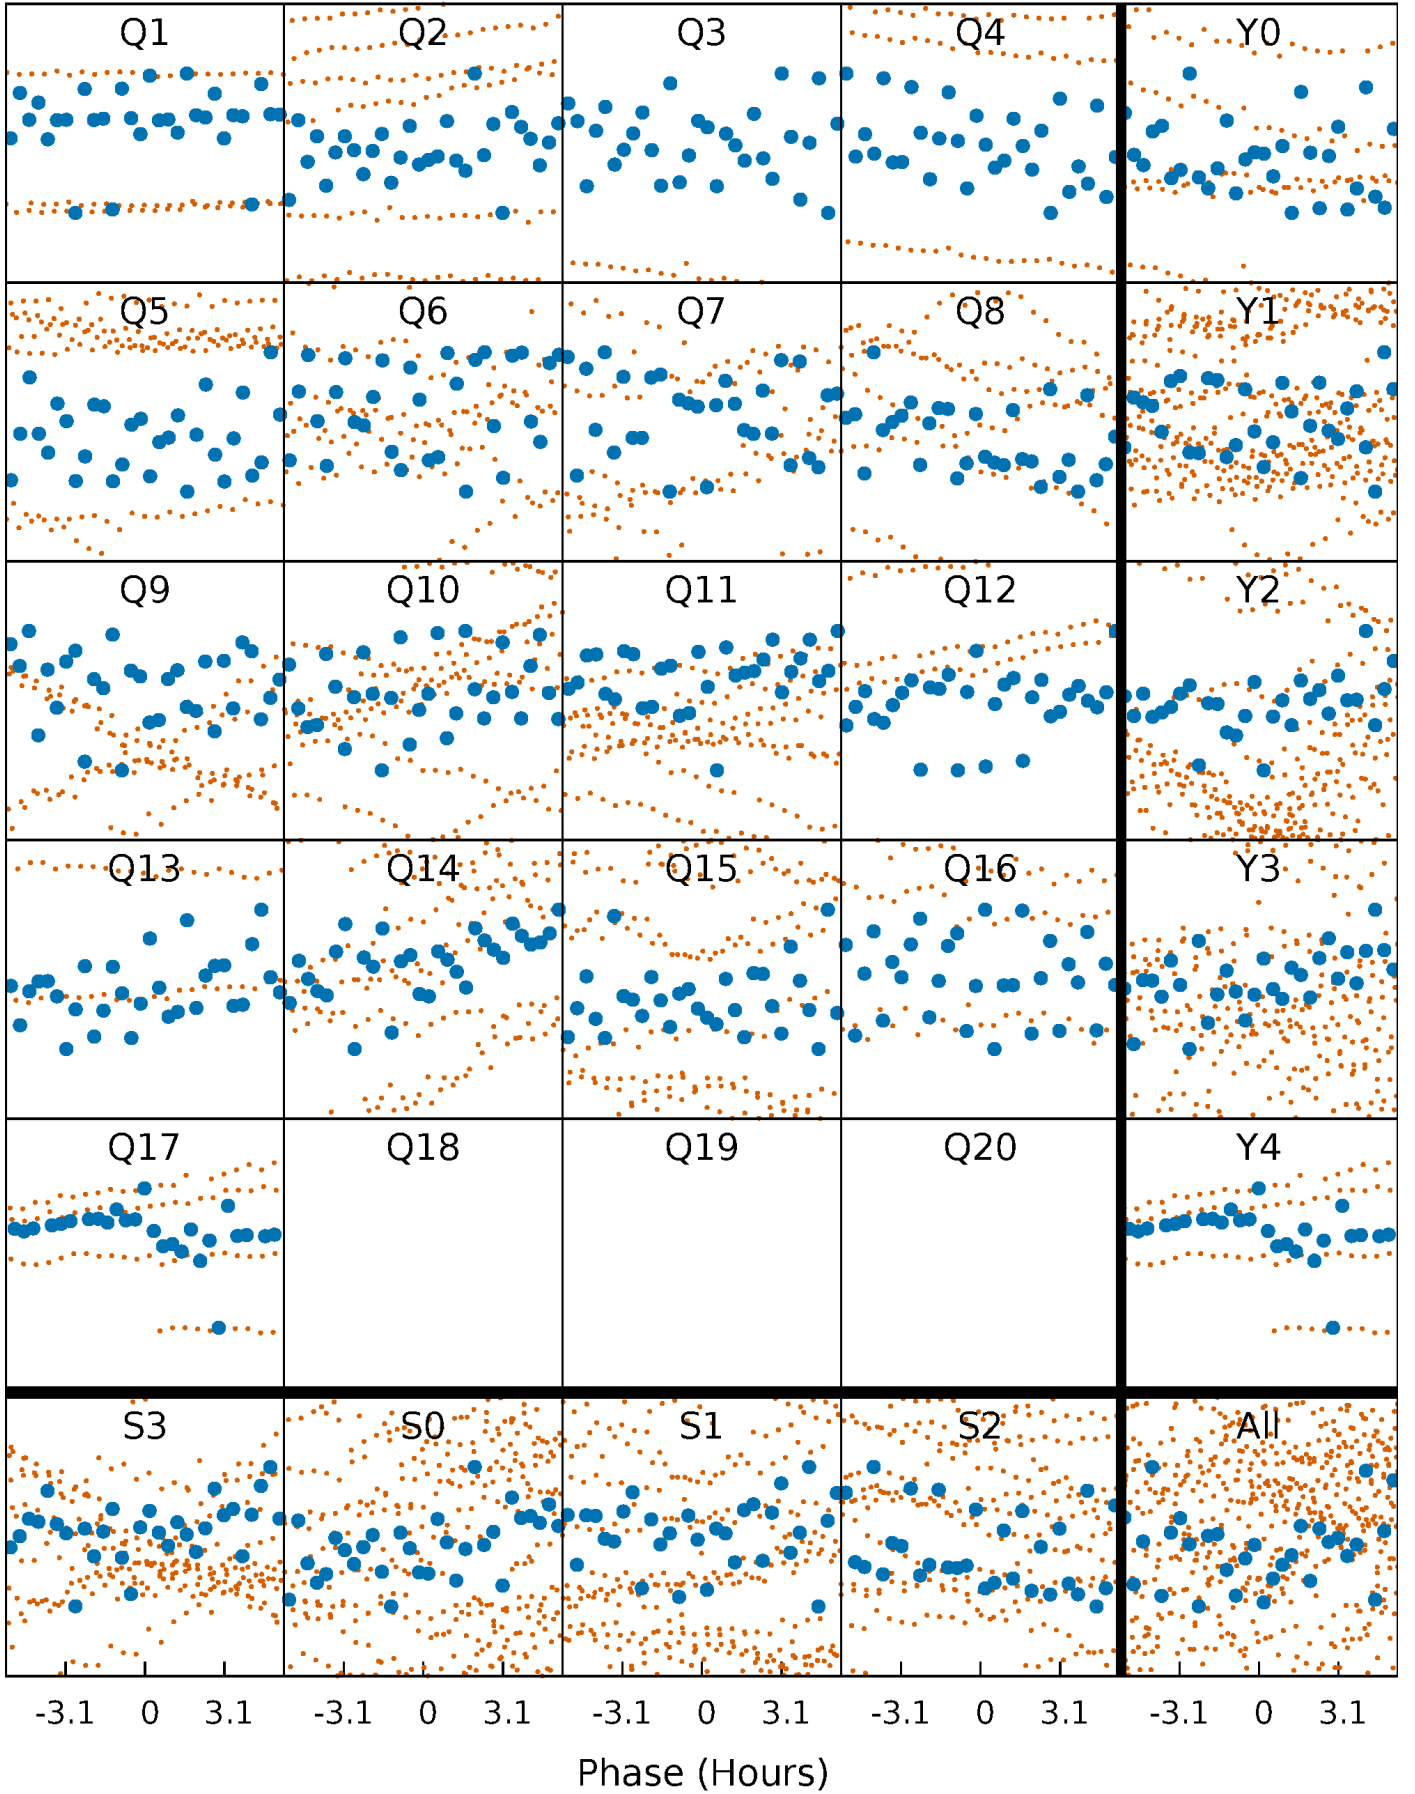 Q1 Q2 Q3 Q4 Y0
Q5 Q6 Q7 Q8 Y1
Q9 Q10 Q11 Q12 Y2
Q13 Q14 Q15 Q16 Y3
Q17 Q18 Q19 Q20 Y4
S3 S0 S1 S2 All
-3.1 0 3.1 -3.1 0 3.1 -3.1 0 3.1 -3.1 0 3.1 -3.1 0 3.1
Phase (Hours)